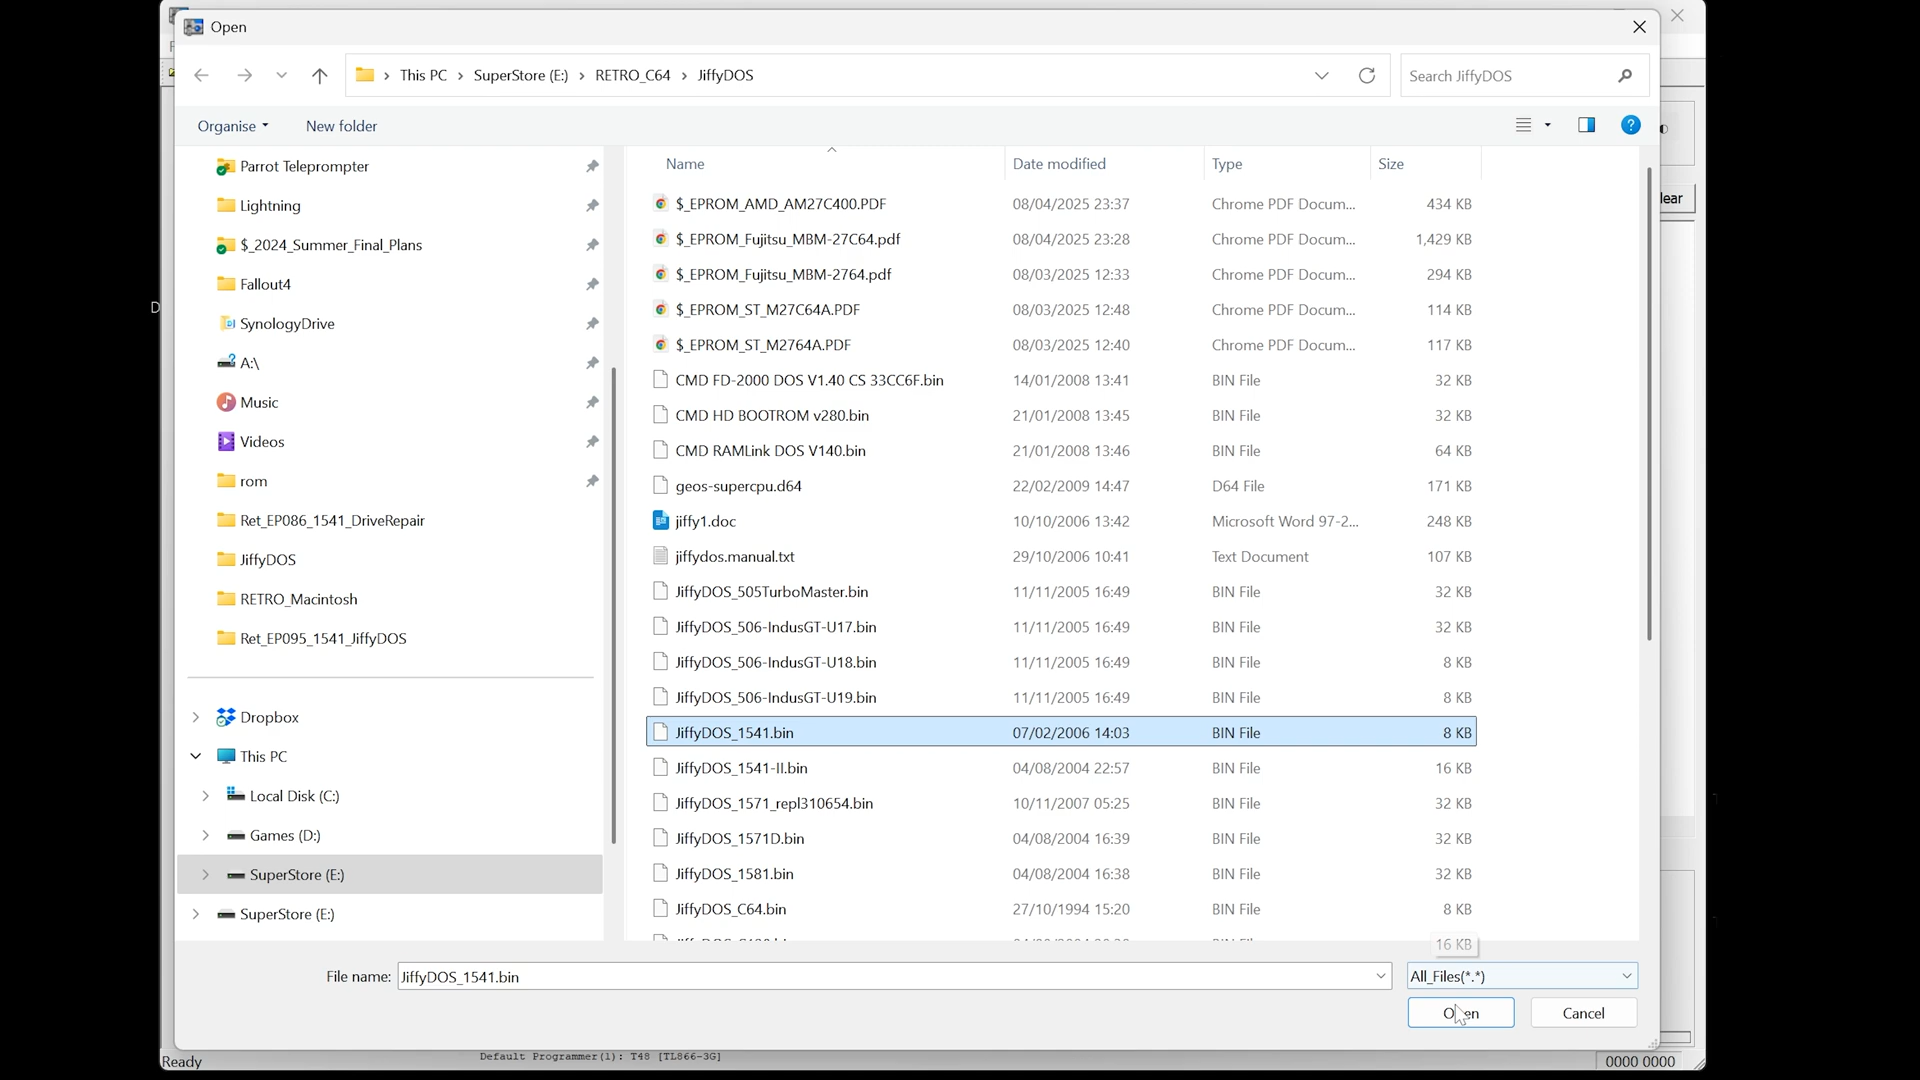 Open
This PC > SuperStore (E:) > RETRO_C64 > JiffyDOS
Search JiffyDOS
Organise
New folder
Parrot Teleprompter
Lightning
$_2024_Summer_Final_Plans
Fallout4
SynologyDrive
A:\
Music
Videos
rom
Ret_EP086_1541_DriveRepair
JiffyDOS
RETRO_Macintosh
Ret_EP095_1541_JiffyDOS
Dropbox
This PC
Local Disk (C:)
Games (D:)
SuperStore (E:)
SuperStore (E:)
Name Date modified Type Size
$_EPROM_AMD_AM27C400.PDF 08/04/2025 23:37 Chrome PDF Docum... 434 KB
$_EPROM_Fujitsu_MBM-27C64.pdf 08/04/2025 23:28 Chrome PDF Docum... 1,429 KB
$_EPROM_Fujitsu_MBM-2764.pdf 08/03/2025 12:33 Chrome PDF Docum... 294 KB
$_EPROM_ST_M27C64A.PDF 08/03/2025 12:48 Chrome PDF Docum... 114 KB
$_EPROM_ST_M2764A.PDF 08/03/2025 12:40 Chrome PDF Docum... 117 KB
CMD FD-2000 DOS V1.40 CS 33CC6F.bin 14/01/2008 13:41 BIN File 32 KB
CMD HD BOOTROM v280.bin 21/01/2008 13:45 BIN File 32 KB
CMD RAMLink DOS V140.bin 21/01/2008 13:46 BIN File 64 KB
geos-supercpu.d64 22/02/2009 14:47 D64 File 171 KB
jiffy1.doc 10/10/2006 13:42 Microsoft Word 97-2... 248 KB
jiffydos.manual.txt 29/10/2006 10:41 Text Document 107 KB
JiffyDOS_505TurboMaster.bin 11/11/2005 16:49 BIN File 32 KB
JiffyDOS_506-IndusGT-U17.bin 11/11/2005 16:49 BIN File 32 KB
JiffyDOS_506-IndusGT-U18.bin 11/11/2005 16:49 BIN File 8 KB
JiffyDOS_506-IndusGT-U19.bin 11/11/2005 16:49 BIN File 8 KB
JiffyDOS_1541.bin 07/02/2006 14:03 BIN File 8 KB
JiffyDOS_1541-II.bin 04/08/2004 22:57 BIN File 16 KB
JiffyDOS_1571_repl310654.bin 10/11/2007 05:25 BIN File 32 KB
JiffyDOS_1571D.bin 04/08/2004 16:39 BIN File 32 KB
JiffyDOS_1581.bin 04/08/2004 16:38 BIN File 32 KB
JiffyDOS_C64.bin 27/10/1994 15:20 BIN File 8 KB
16 KB
File name: JiffyDOS_1541.bin
All_Files(*.*)
Open
Cancel
lear
D
Ready
Default Programmer(1): T48 [TL866-3G]
0000 0000